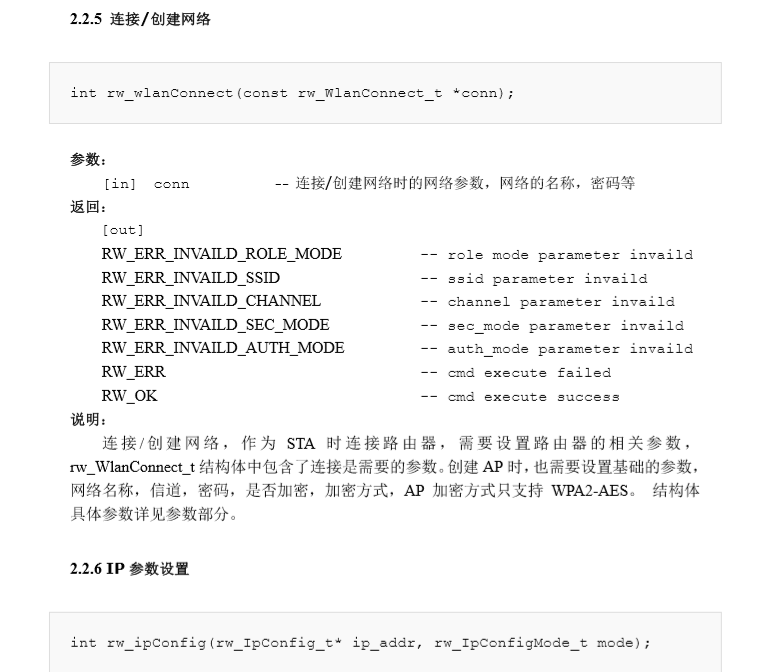 2.2.5 连接/创建网络
int rw_wlanConnect(const rw_WlanConnect_t *conn);
参数：
[in] conn -- 连接/创建网络时的网络参数，网络的名称，密码等
返回：
[out]
RW_ERR_INVAILD_ROLE_MODE -- role mode parameter invaild
RW_ERR_INVAILD_SSID -- ssid parameter invaild
RW_ERR_INVAILD_CHANNEL -- channel parameter invaild
RW_ERR_INVAILD_SEC_MODE -- sec_mode parameter invaild
RW_ERR_INVAILD_AUTH_MODE -- auth_mode parameter invaild
RW_ERR -- cmd execute failed
RW_OK -- cmd execute success
说明：
连接/创建网络，作为 STA 时连接路由器，需要设置路由器的相关参数，
rw_WlanConnect_t 结构体中包含了连接是需要的参数。创建 AP 时，也需要设置基础的参数，
网络名称，信道，密码，是否加密，加密方式，AP 加密方式只支持 WPA2-AES。 结构体
具体参数详见参数部分。
2.2.6 IP 参数设置
int rw_ipConfig(rw_IpConfig_t* ip_addr, rw_IpConfigMode_t mode);